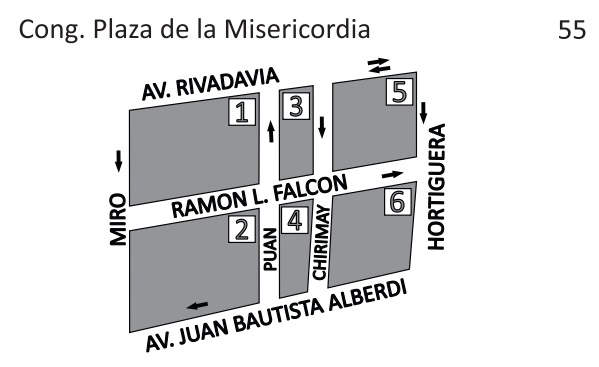 Cong. Plaza de la Misericordia
55
AV. RIVADAVIA
1
3
5
MIRO
RAMON L. FALCON
HORTIGUERA
2
PUAN
4
CHIRIMAY
6
AV. JUAN BAUTISTA ALBERDI